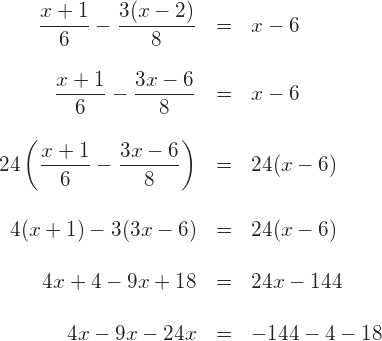 (x + 1)/6 − 3(x − 2)/8 = x − 6
(x + 1)/6 − (3x − 6)/8 = x − 6
24((x + 1)/6 − (3x − 6)/8) = 24(x − 6)
4(x + 1) − 3(3x − 6) = 24(x − 6)
4x + 4 − 9x + 18 = 24x − 144
4x − 9x − 24x = −144 − 4 − 18